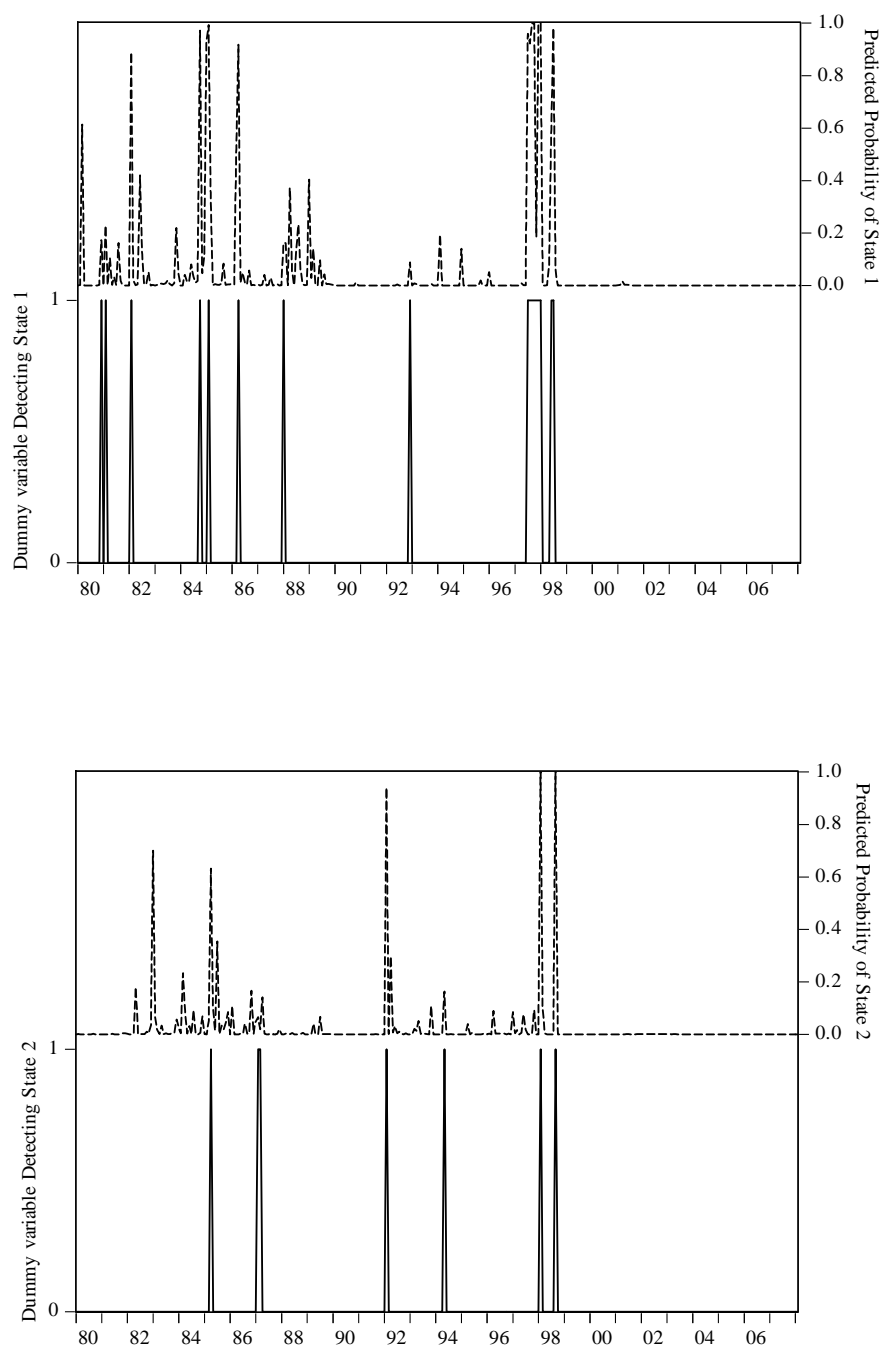 1.0
0.8
0.6
0.4
0.2
0.0
Predicted Probability of State 1
Dummy variable Detecting State 1
1
0
80 82 84 86 88 90 92 94 96 98 00 02 04 06
1.0
0.8
0.6
0.4
0.2
0.0
Predicted Probability of State 2
Dummy variable Detecting State 2
1
0
80 82 84 86 88 90 92 94 96 98 00 02 04 06